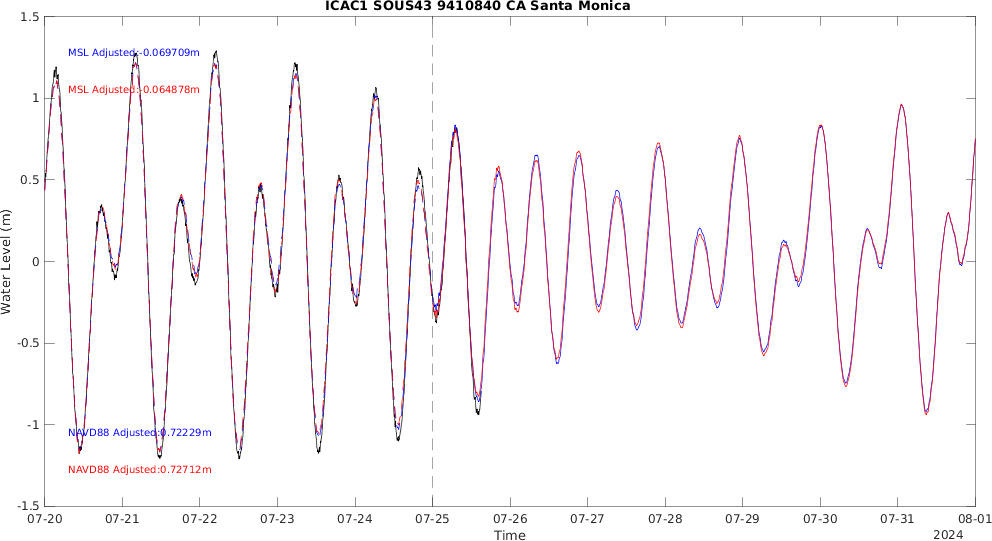 ICAC1 SOUS43 9410840 CA Santa Monica
1.5
MSL Adjusted:-0.069709m
1
MSL Adjusted:-0.064878m
0.5
0
Water Level (m)
-0.5
-1
NAVD88 Adjusted:0.72229m
NAVD88 Adjusted:0.72712m
-1.5
07-20 07-21 07-22 07-23 07-24 07-25 07-26 07-27 07-28 07-29 07-30 07-31 08-01
Time
2024